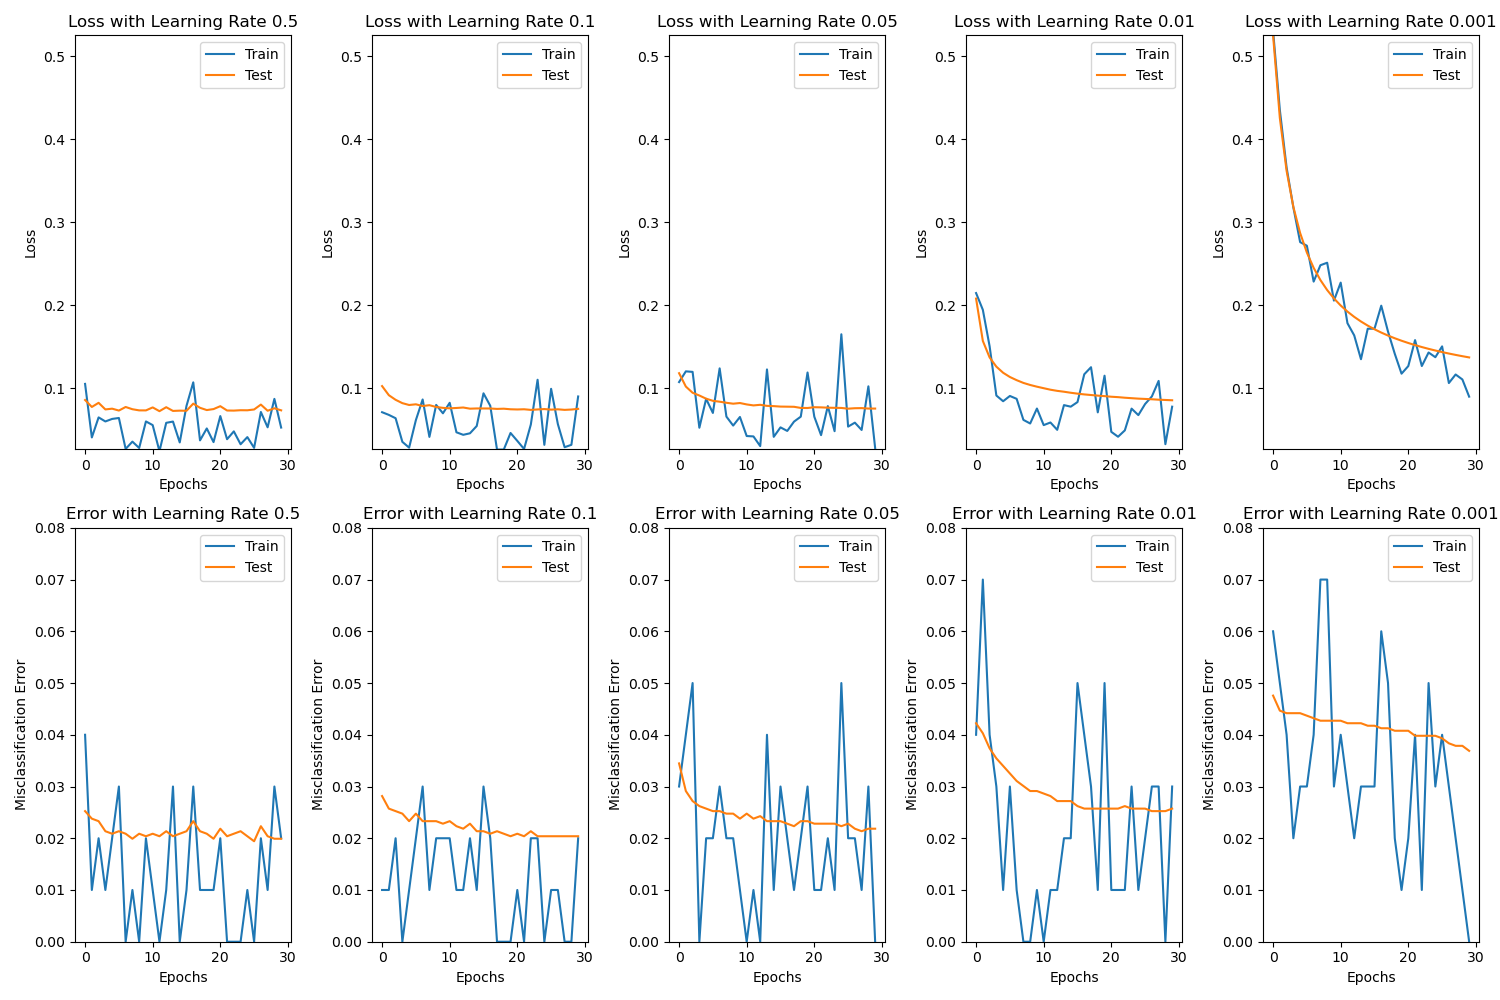 Loss with Learning Rate 0.5
0.5
0.4
0.3
0.2
0.1
Loss
0 10 20 30
Epochs
Train
Test
Loss with Learning Rate 0.1
0.5
0.4
0.3
0.2
0.1
Loss
0 10 20 30
Epochs
Train
Test
Loss with Learning Rate 0.05
0.5
0.4
0.3
0.2
0.1
Loss
0 10 20 30
Epochs
Train
Test
Loss with Learning Rate 0.01
0.5
0.4
0.3
0.2
0.1
Loss
0 10 20 30
Epochs
Train
Test
Loss with Learning Rate 0.001
0.5
0.4
0.3
0.2
0.1
Loss
0 10 20 30
Epochs
Train
Test
Error with Learning Rate 0.5
0.08
0.07
0.06
0.05
0.04
0.03
0.02
0.01
0.00
Misclassification Error
0 10 20 30
Epochs
Train
Test
Error with Learning Rate 0.1
0.08
0.07
0.06
0.05
0.04
0.03
0.02
0.01
0.00
Misclassification Error
0 10 20 30
Epochs
Train
Test
Error with Learning Rate 0.05
0.08
0.07
0.06
0.05
0.04
0.03
0.02
0.01
0.00
Misclassification Error
0 10 20 30
Epochs
Train
Test
Error with Learning Rate 0.01
0.08
0.07
0.06
0.05
0.04
0.03
0.02
0.01
0.00
Misclassification Error
0 10 20 30
Epochs
Train
Test
Error with Learning Rate 0.001
0.08
0.07
0.06
0.05
0.04
0.03
0.02
0.01
0.00
Misclassification Error
0 10 20 30
Epochs
Train
Test